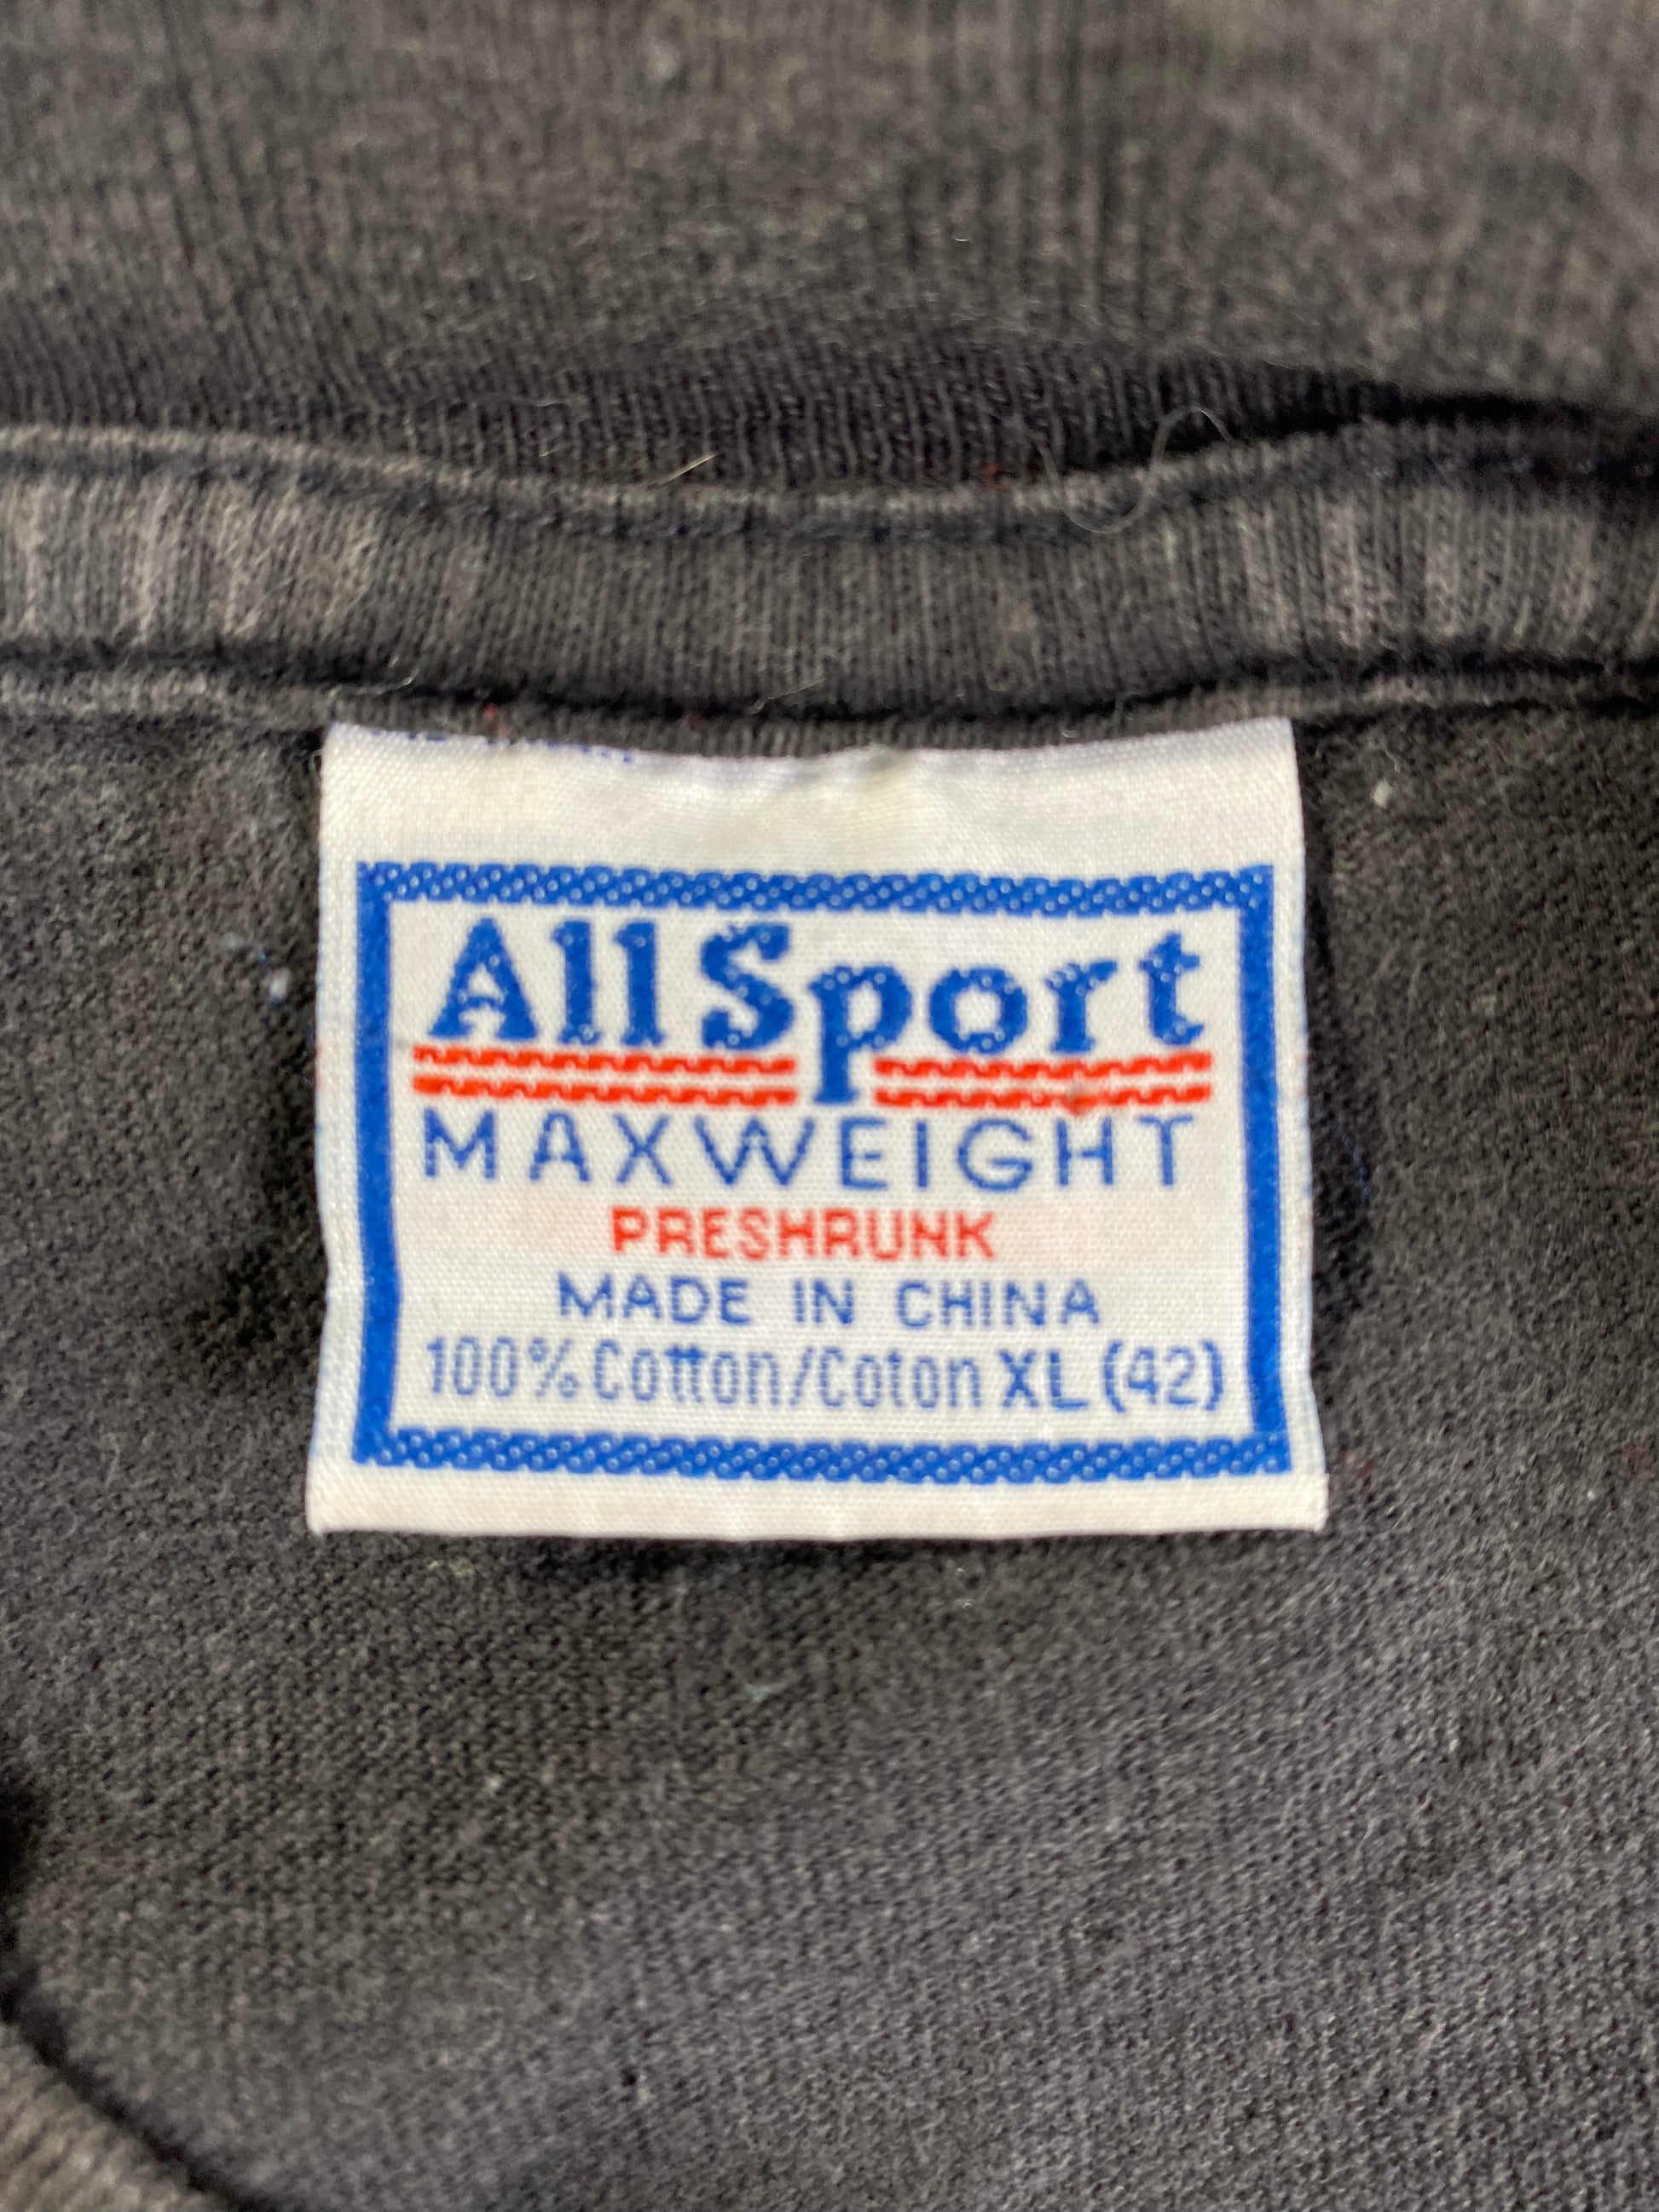 AllSport
MAXWEIGHT
PRESHRUNK
MADE IN CHINA
100% Cotton/Coton XL (42)